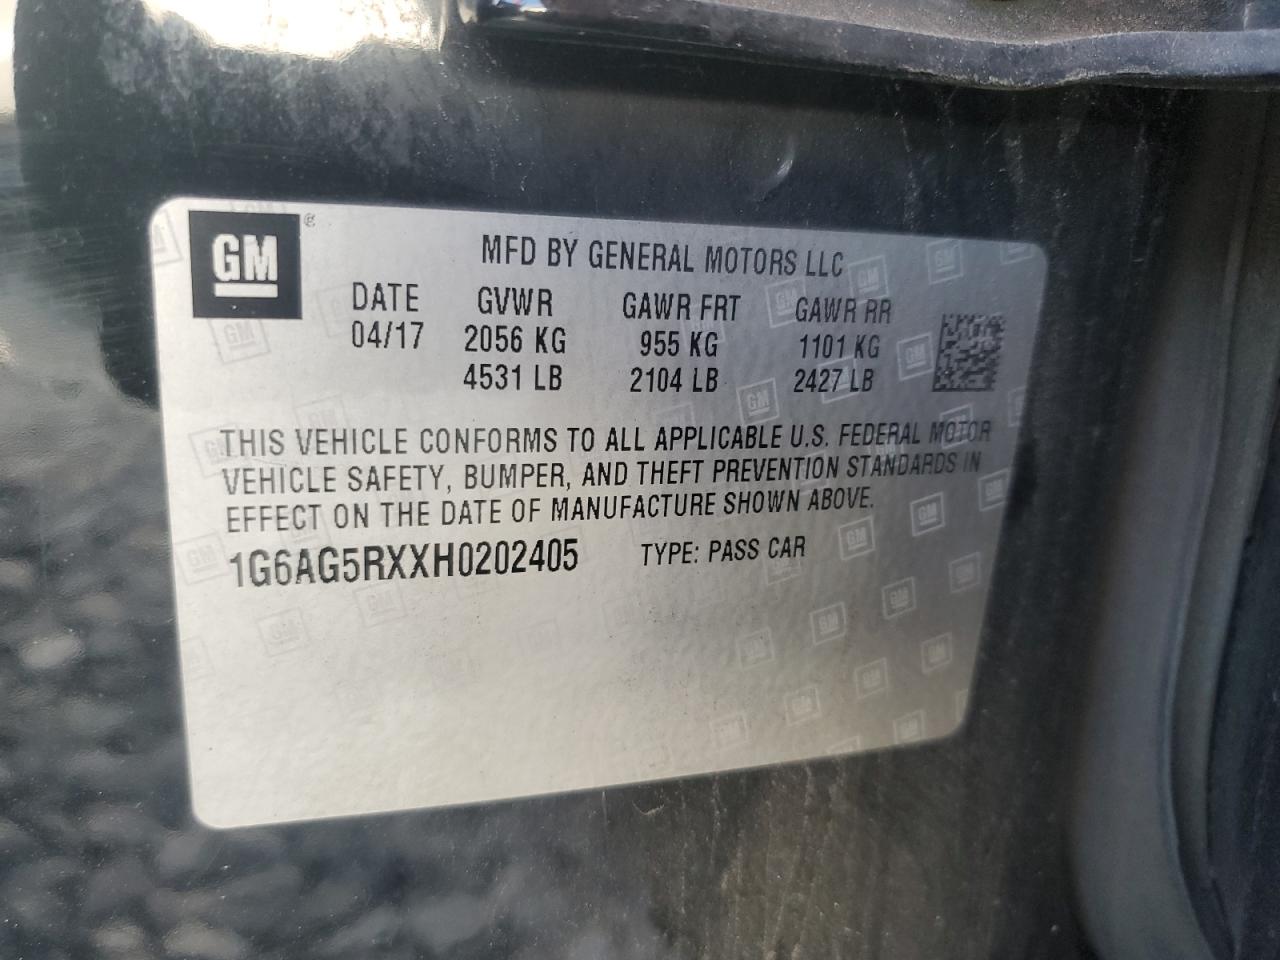 GM ®
MFD BY GENERAL MOTORS LLC
DATE GVWR GAWR FRT GAWR RR
04/17 2056 KG 955 KG 1101 KG
4531 LB 2104 LB 2427 LB
THIS VEHICLE CONFORMS TO ALL APPLICABLE U.S. FEDERAL MOTOR
VEHICLE SAFETY, BUMPER, AND THEFT PREVENTION STANDARDS IN
EFFECT ON THE DATE OF MANUFACTURE SHOWN ABOVE.
1G6AG5RXXH0202405 TYPE: PASS CAR